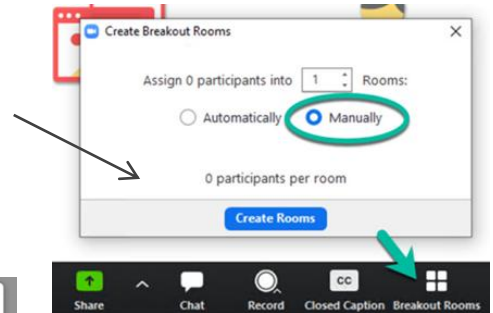 Create Breakout Rooms
Assign 0 participants into 1 Rooms:
Automatically Manually
0 participants per room
Create Rooms
CC
Share Chat Record Closed Caption Breakout Rooms